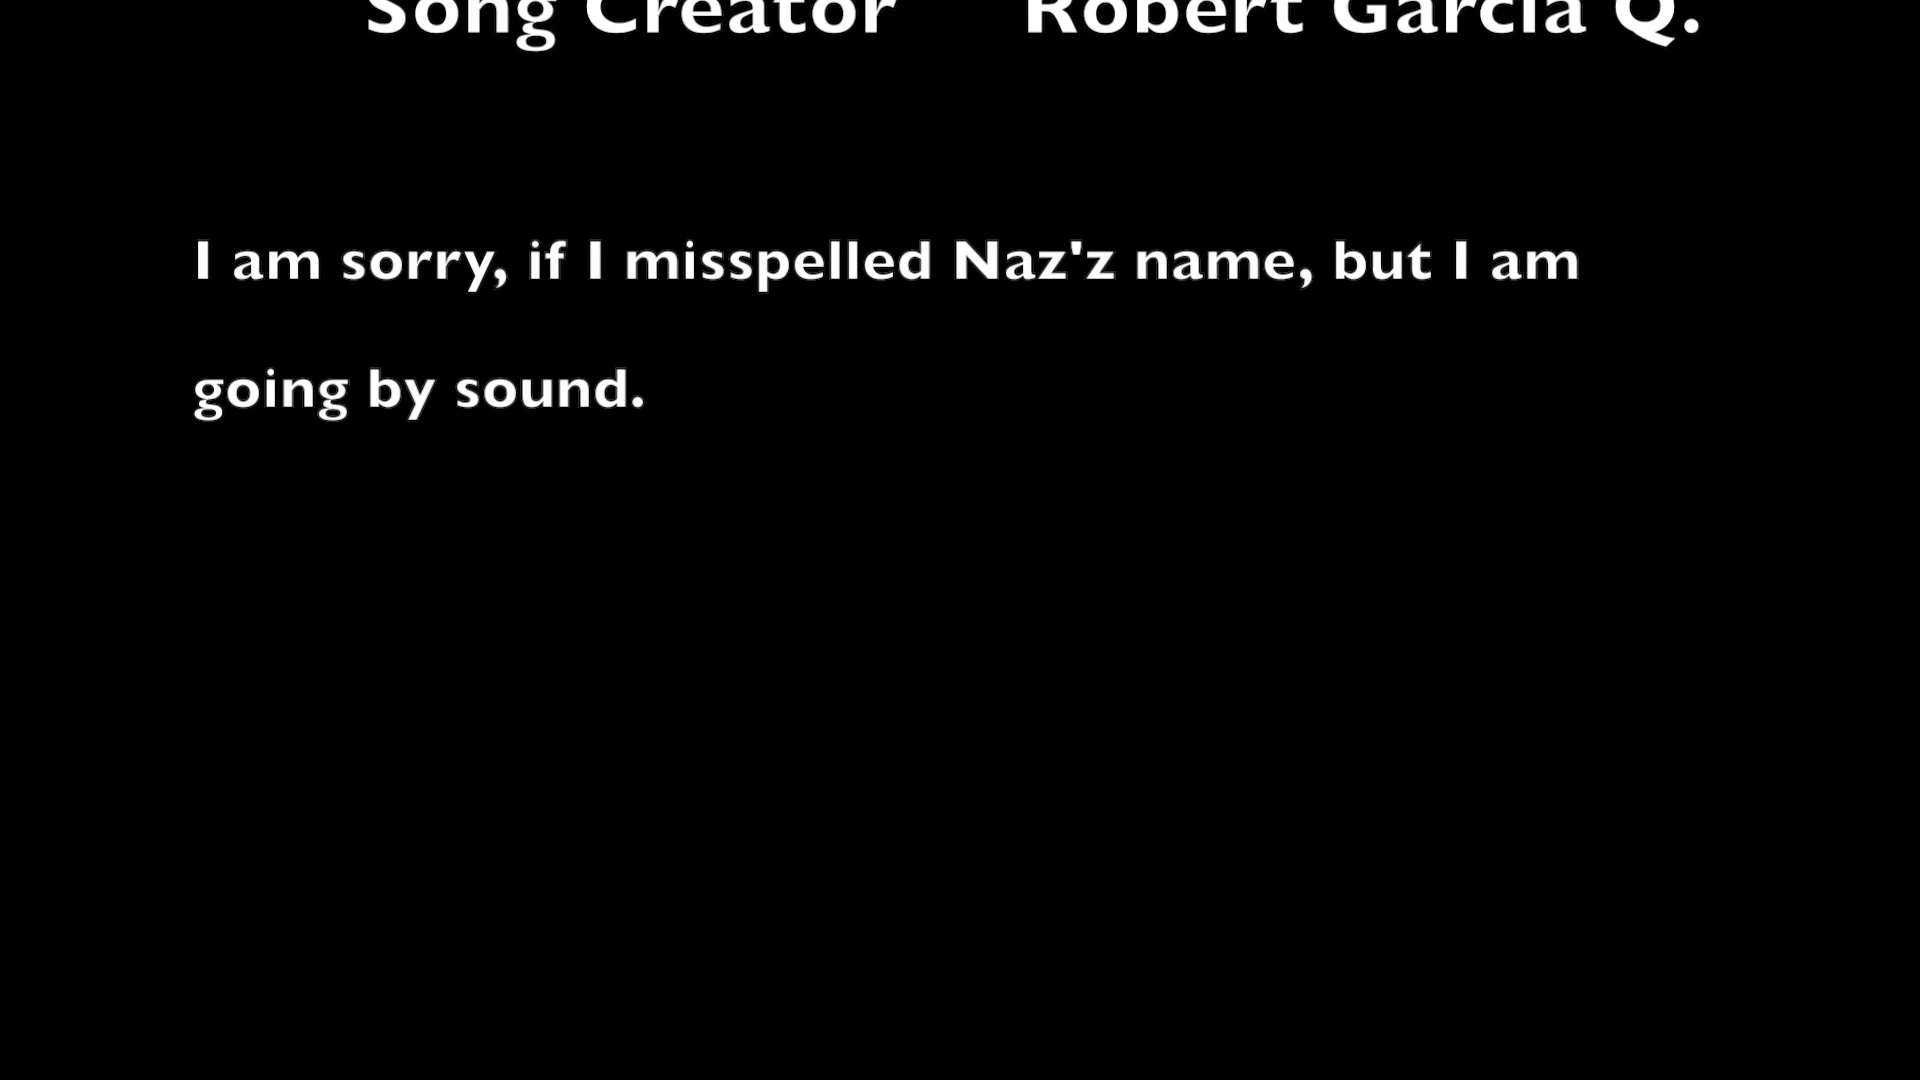 Song Creator Robert Garcia Q.
I am sorry, if I misspelled Naz'z name, but I am
going by sound.